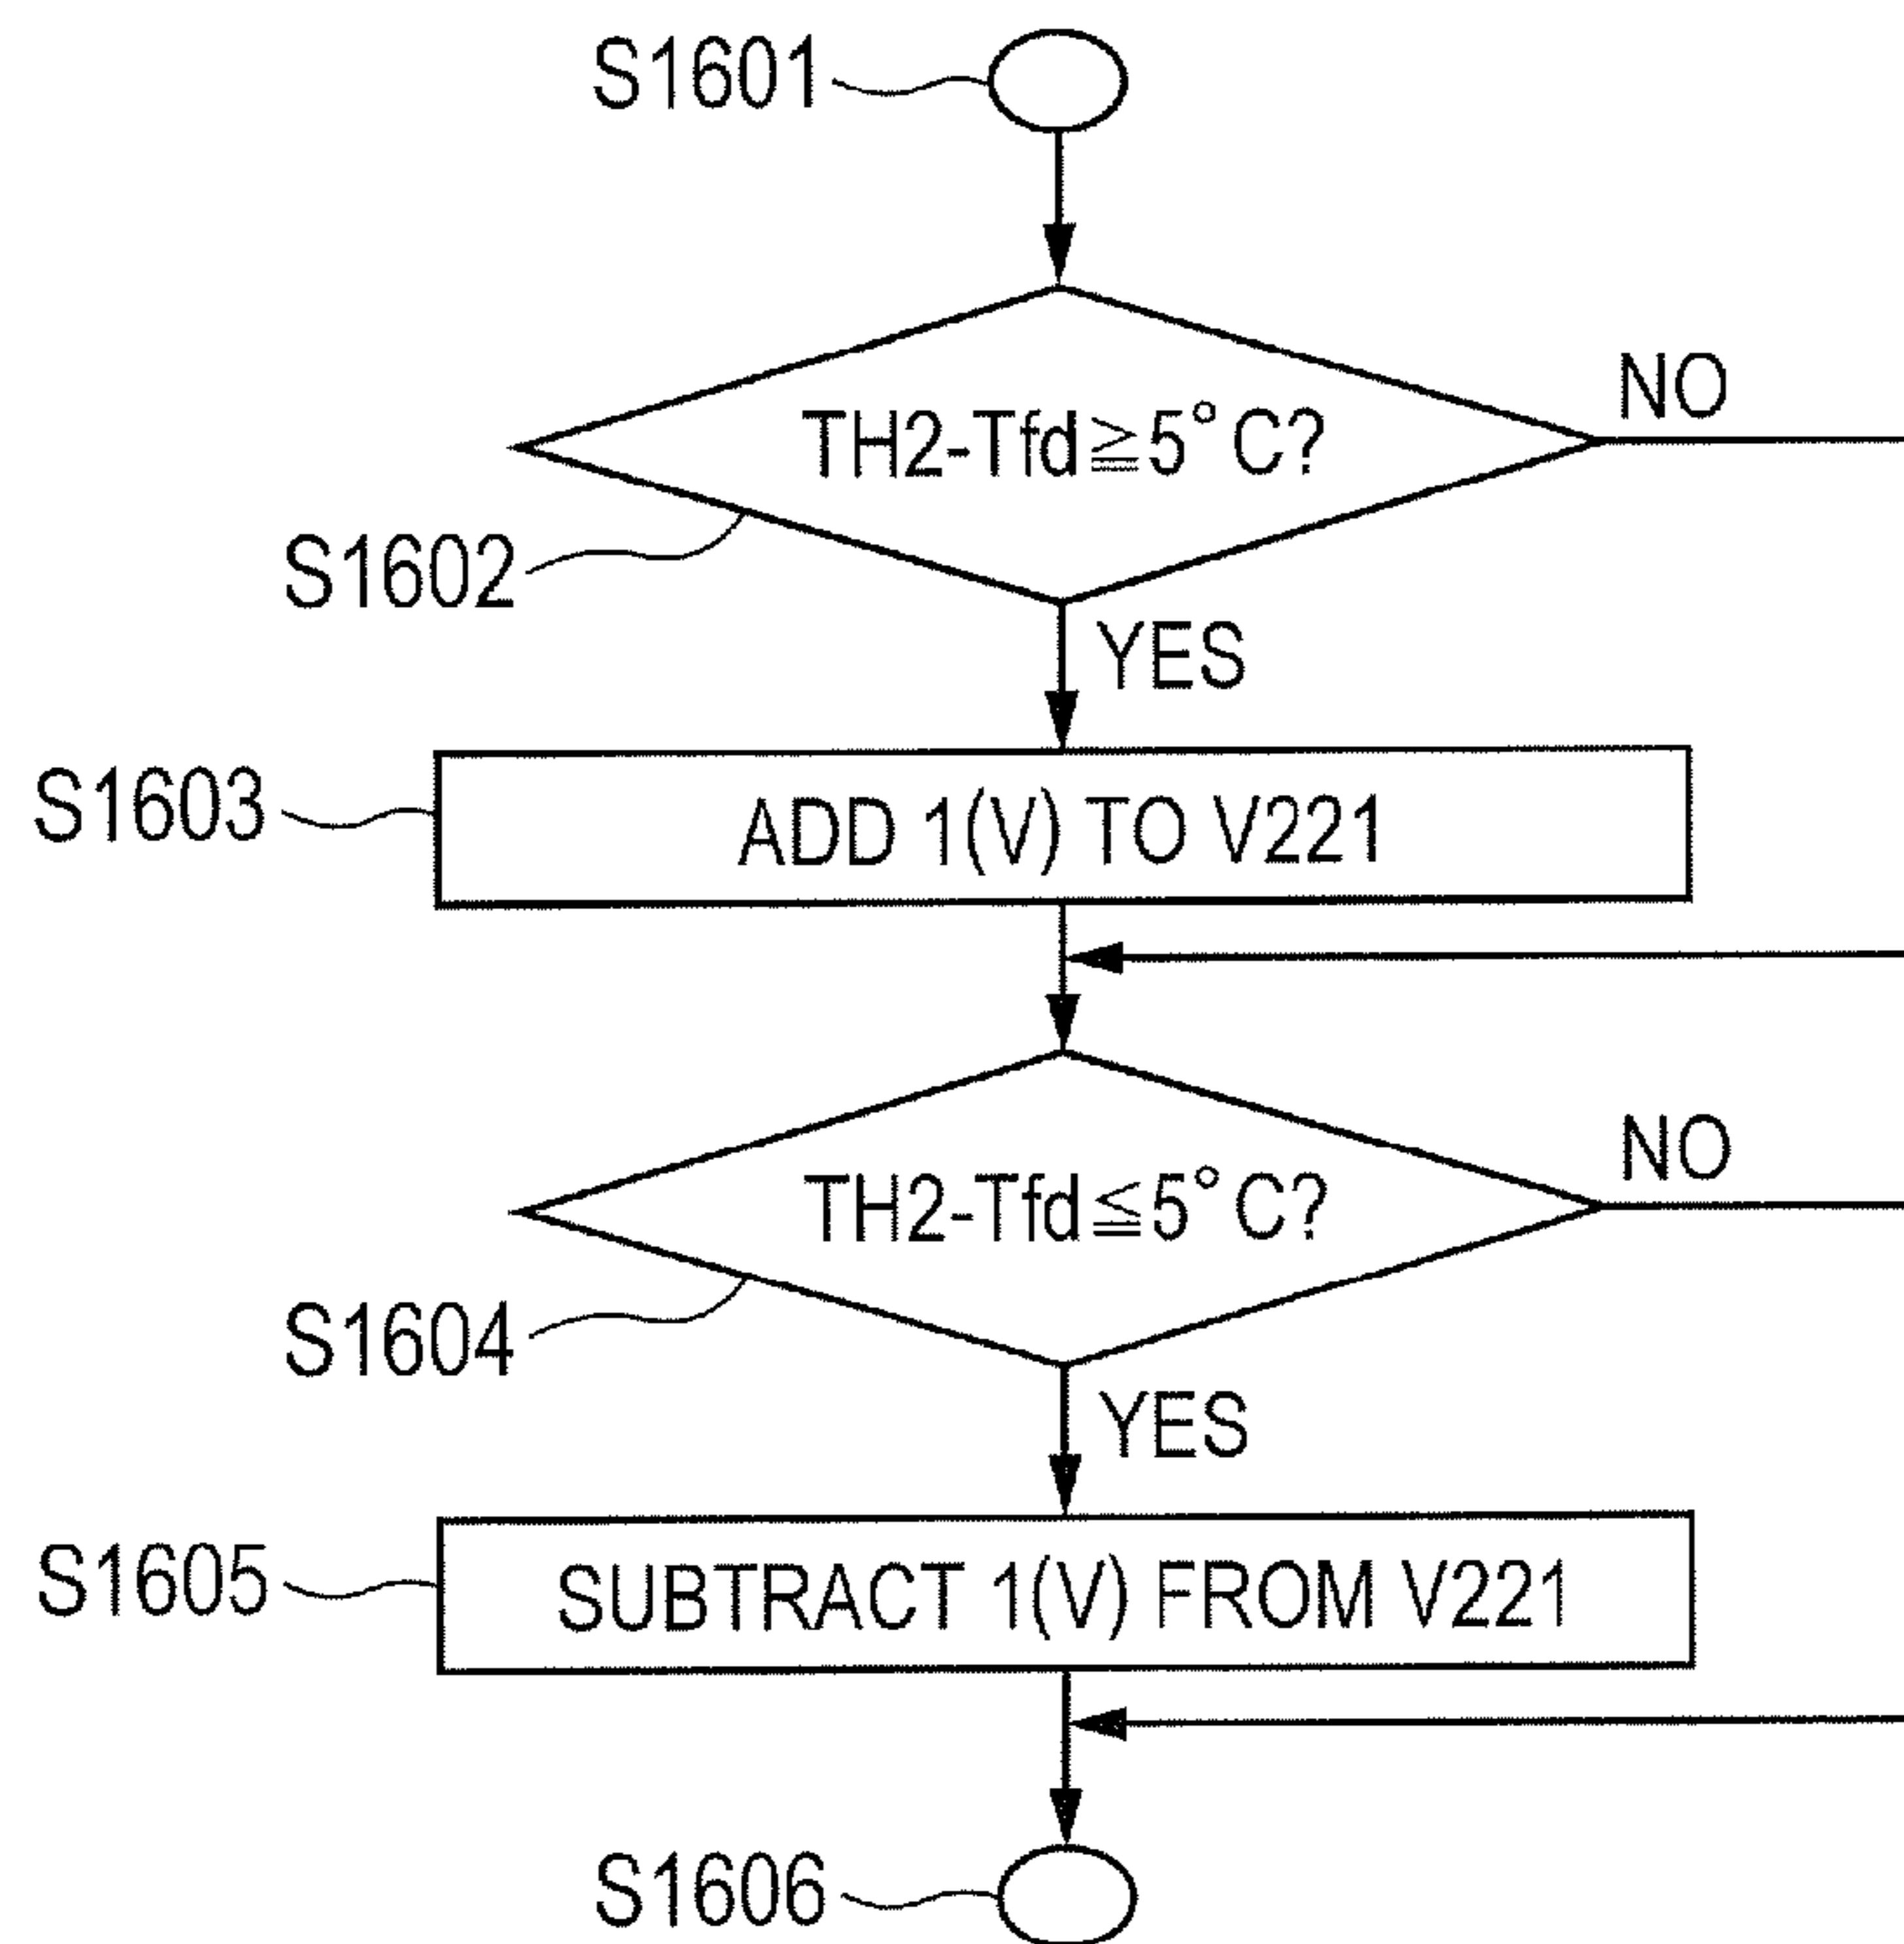 S1601
TH2-Tfd≧5°C?
NO
S1602
YES
S1603
ADD 1(V) TO V221
TH2-Tfd≦5°C?
NO
S1604
YES
S1605
SUBTRACT 1(V) FROM V221
S1606